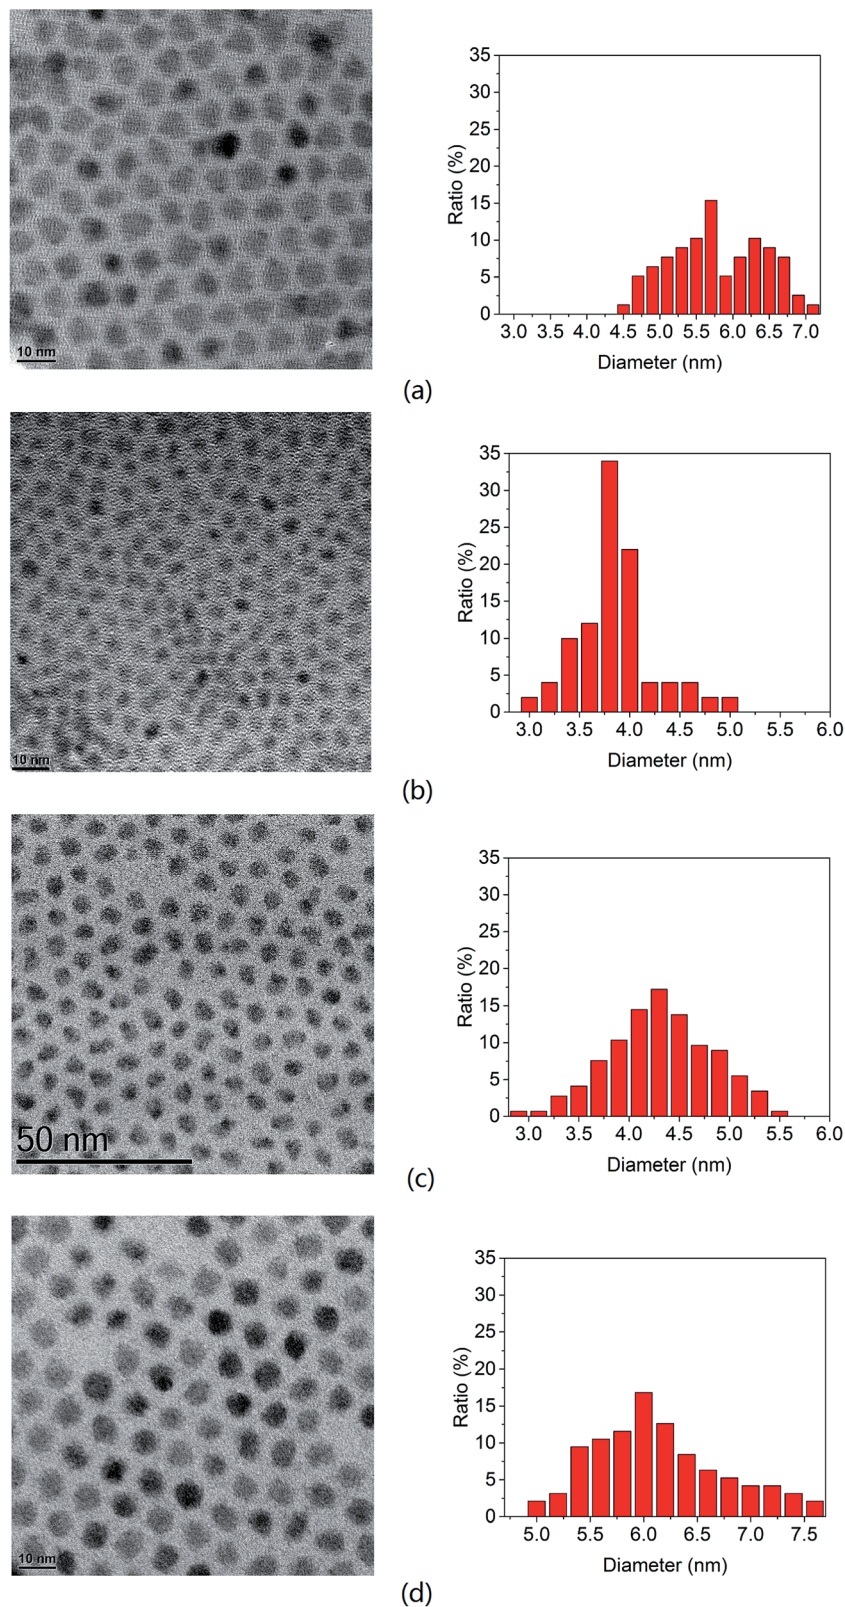 35
30
25
20
15
10
5
0
Ratio (%)
3.0 3.5 4.0 4.5 5.0 5.5 6.0 6.5 7.0
Diameter (nm)
10 nm
(a)
35
30
25
20
15
10
5
0
Ratio (%)
3.0 3.5 4.0 4.5 5.0 5.5 6.0
Diameter (nm)
10 nm
(b)
35
30
25
20
15
10
5
0
Ratio (%)
3.0 3.5 4.0 4.5 5.0 5.5 6.0
Diameter (nm)
50 nm
(c)
35
30
25
20
15
10
5
0
Ratio (%)
5.0 5.5 6.0 6.5 7.0 7.5
Diameter (nm)
10 nm
(d)